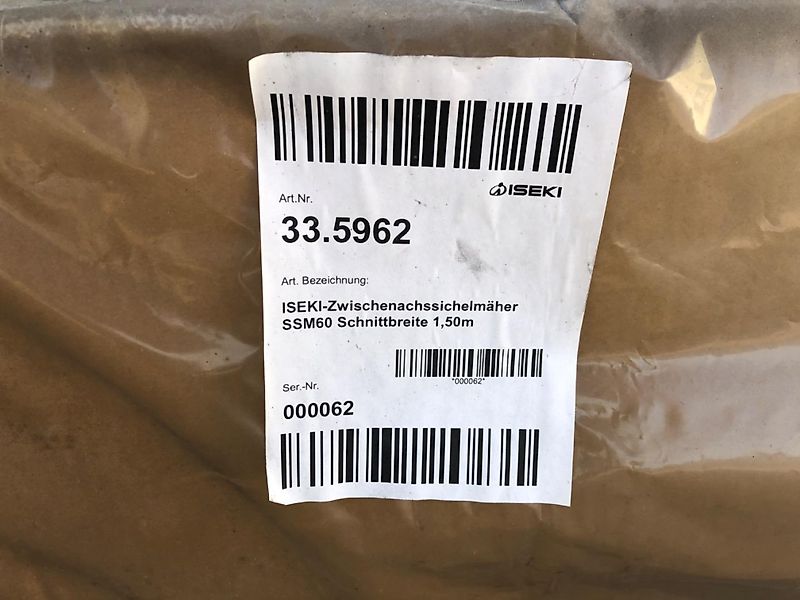 ISEKI
Art.Nr.
33.5962
Art. Bezeichnung:
ISEKI-Zwischenachssichelmäher
SSM60 Schnittbreite 1,50m
*000062*
Ser.-Nr.
000062